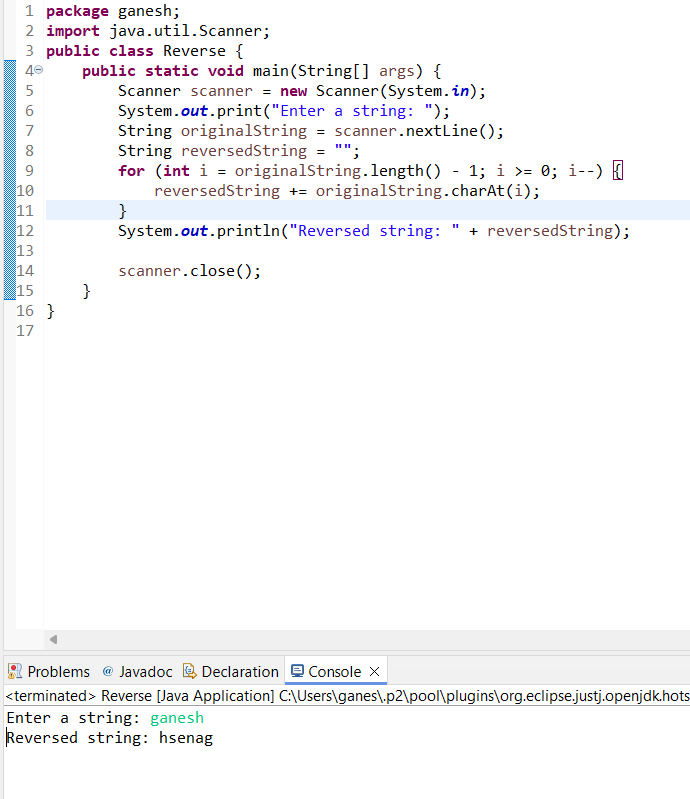 1 package ganesh;
2 import java.util.Scanner;
3 public class Reverse {
4     public static void main(String[] args) {
5         Scanner scanner = new Scanner(System.in);
6         System.out.print("Enter a string: ");
7         String originalString = scanner.nextLine();
8         String reversedString = "";
9         for (int i = originalString.length() - 1; i >= 0; i--) {
10             reversedString += originalString.charAt(i);
11         }
12         System.out.println("Reversed string: " + reversedString);
13
14         scanner.close();
15     }
16 }
17
Problems @ Javadoc Declaration Console
<terminated> Reverse [Java Application] C:\Users\ganes\.p2\pool\plugins\org.eclipse.justj.openjdk.hots
Enter a string: ganesh
Reversed string: hsenag